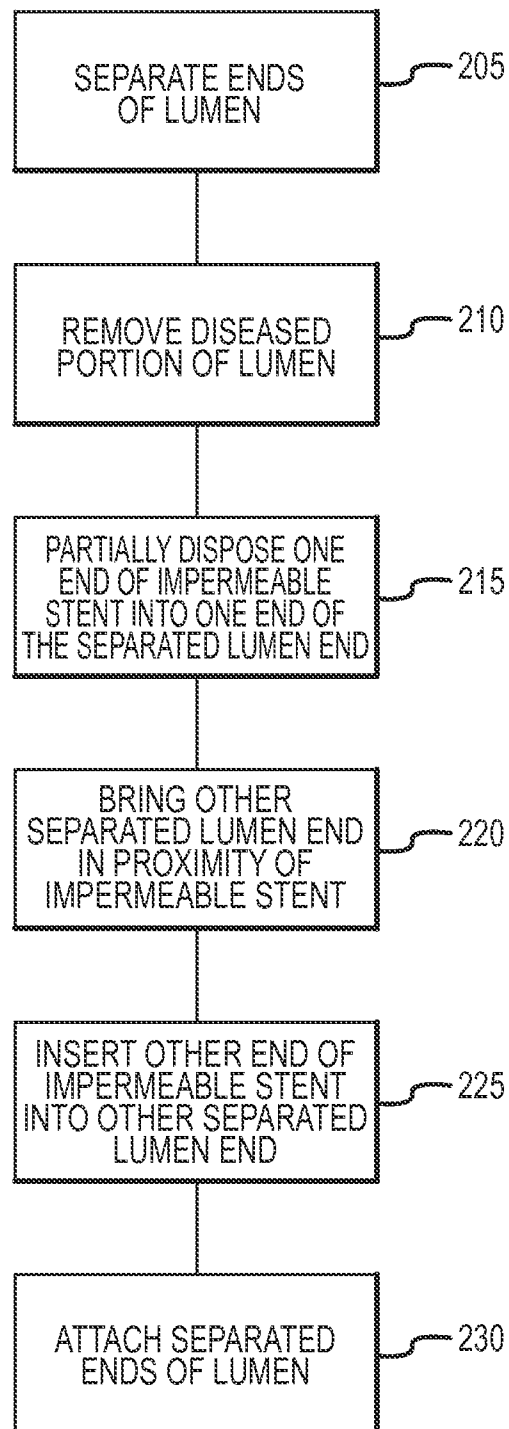 SEPARATE ENDS
OF LUMEN
205
REMOVE DISEASED
PORTION OF LUMEN
210
PARTIALLY DISPOSE ONE
END OF IMPERMEABLE
STENT INTO ONE END OF
THE SEPARATED LUMEN END
215
BRING OTHER
SEPARATED LUMEN END
IN PROXIMITY OF
IMPERMEABLE STENT
220
INSERT OTHER END OF
IMPERMEABLE STENT
INTO OTHER SEPARATED
LUMEN END
225
ATTACH SEPARATED
ENDS OF LUMEN
230